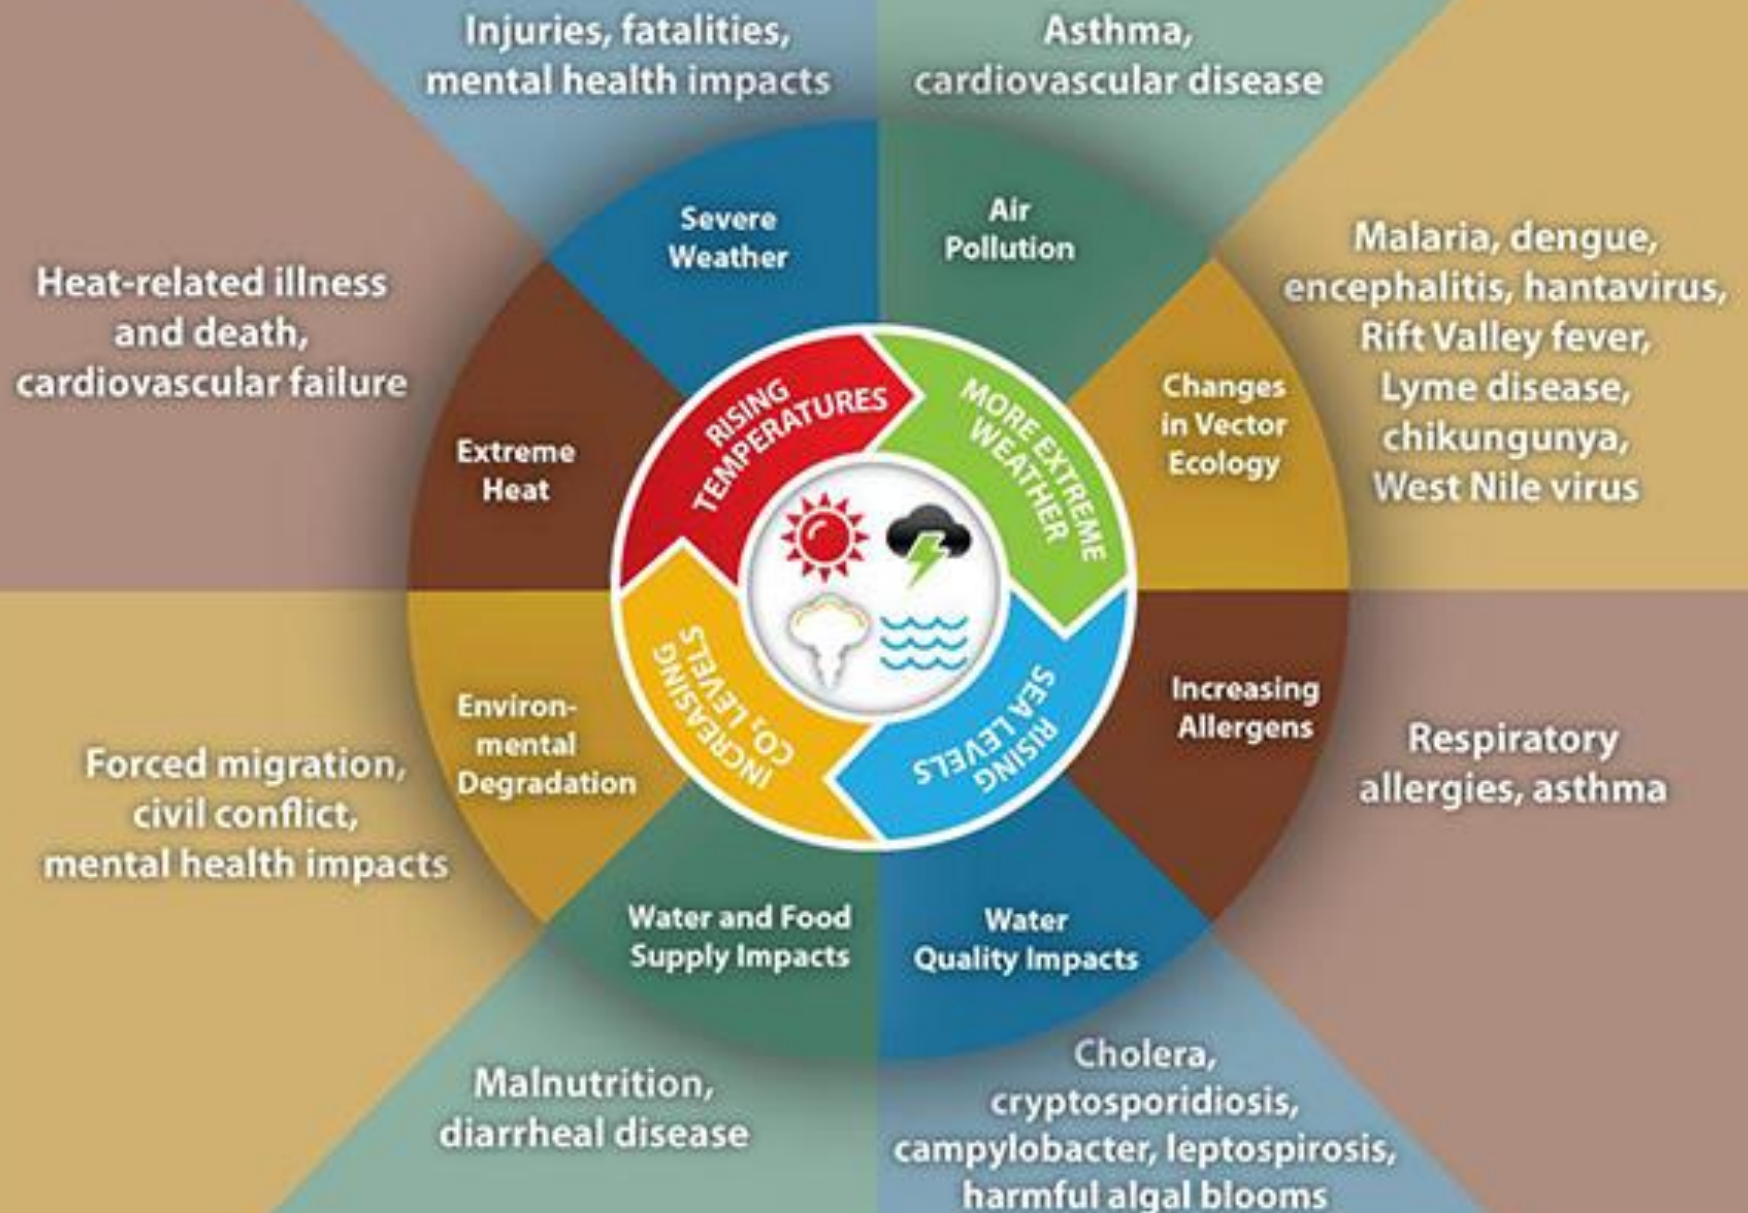 Injuries, fatalities,
mental health impacts
Asthma,
cardiovascular disease
Severe
Weather
Air
Pollution
Heat-related illness
and death,
cardiovascular failure
Extreme
Heat
Malaria, dengue,
encephalitis, hantavirus,
Rift Valley fever,
Lyme disease,
chikungunya,
West Nile virus
Changes
in Vector
Ecology
RISING
TEMPERATURES
MORE EXTREME
WEATHER
INCREASING
CO₂ LEVELS
RISING
SEA LEVELS
Environ-
mental
Degradation
Forced migration,
civil conflict,
mental health impacts
Increasing
Allergens
Respiratory
allergies, asthma
Water and Food
Supply Impacts
Water
Quality Impacts
Malnutrition,
diarrheal disease
Cholera,
cryptosporidiosis,
campylobacter, leptospirosis,
harmful algal blooms